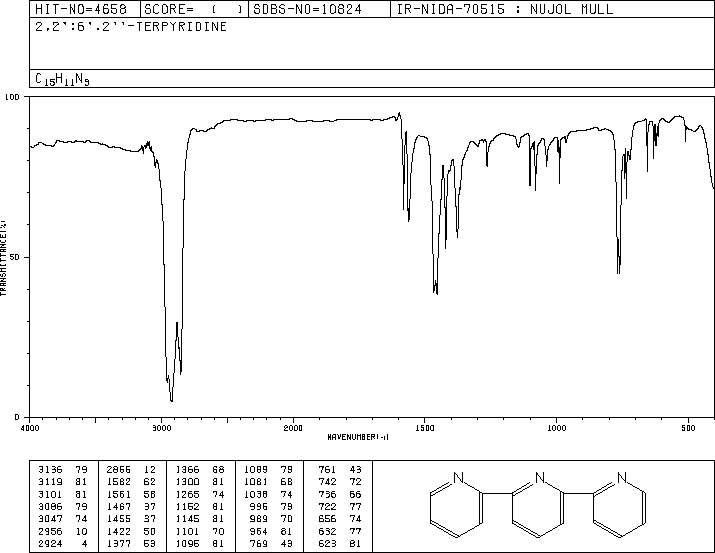 HIT-NO=4658 SCORE= ( ) SDBS-NO=10824 IR-NIDA-70515 : NUJOL MULL
2,2':6',2''-TERPYRIDINE
C15H11N3
100
50
0
TRANSMITTANCE(%)
4000 3000 2000 1500 1000 500
WAVENUMBER(-1)
3136 79 2866 12 1366 68 1089 79 761 43
3119 81 1582 62 1300 81 1081 68 742 72
3101 81 1561 58 1265 74 1038 74 736 66
3086 79 1467 37 1152 81 995 79 722 77
3047 74 1455 37 1145 81 989 70 656 74
2956 10 1422 50 1101 70 964 81 632 77
2924 4 1377 53 1095 81 769 43 623 81
N N N